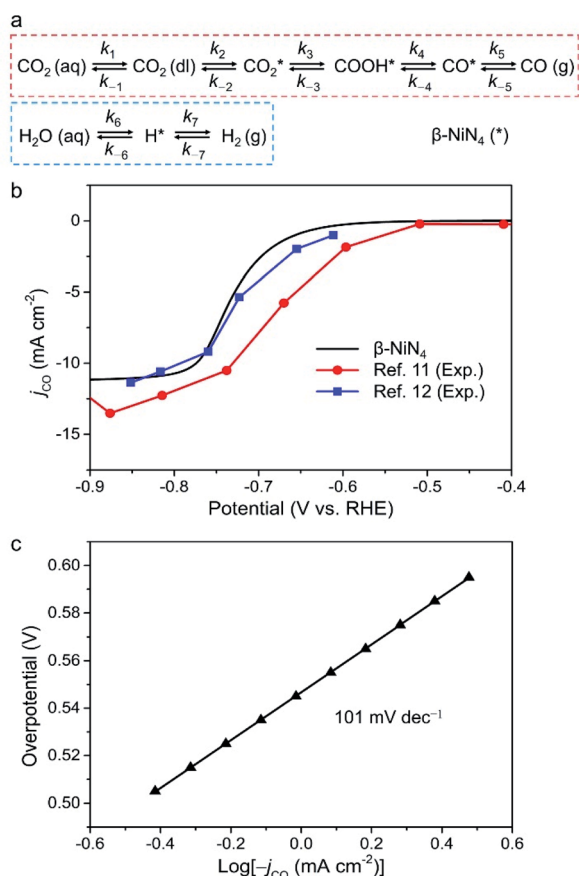 a
k₁ k₂ k₃ k₄ k₅
CO₂ (aq) CO₂ (dl) CO₂* COOH* CO* CO (g)
k₋₁ k₋₂ k₋₃ k₋₄ k₋₅
k₆ k₇
H₂O (aq) H* H₂ (g) β-NiN₄ (*)
k₋₆ k₋₇
b
0
-5
-10
-15
j_CO (mA cm⁻²)
β-NiN₄
Ref. 11 (Exp.)
Ref. 12 (Exp.)
-0.9 -0.8 -0.7 -0.6 -0.5 -0.4
Potential (V vs. RHE)
c
0.60
0.58
0.56
0.54
0.52
0.50
Overpotential (V)
101 mV dec⁻¹
-0.6 -0.4 -0.2 0.0 0.2 0.4 0.6
Log[-j_CO (mA cm⁻²)]